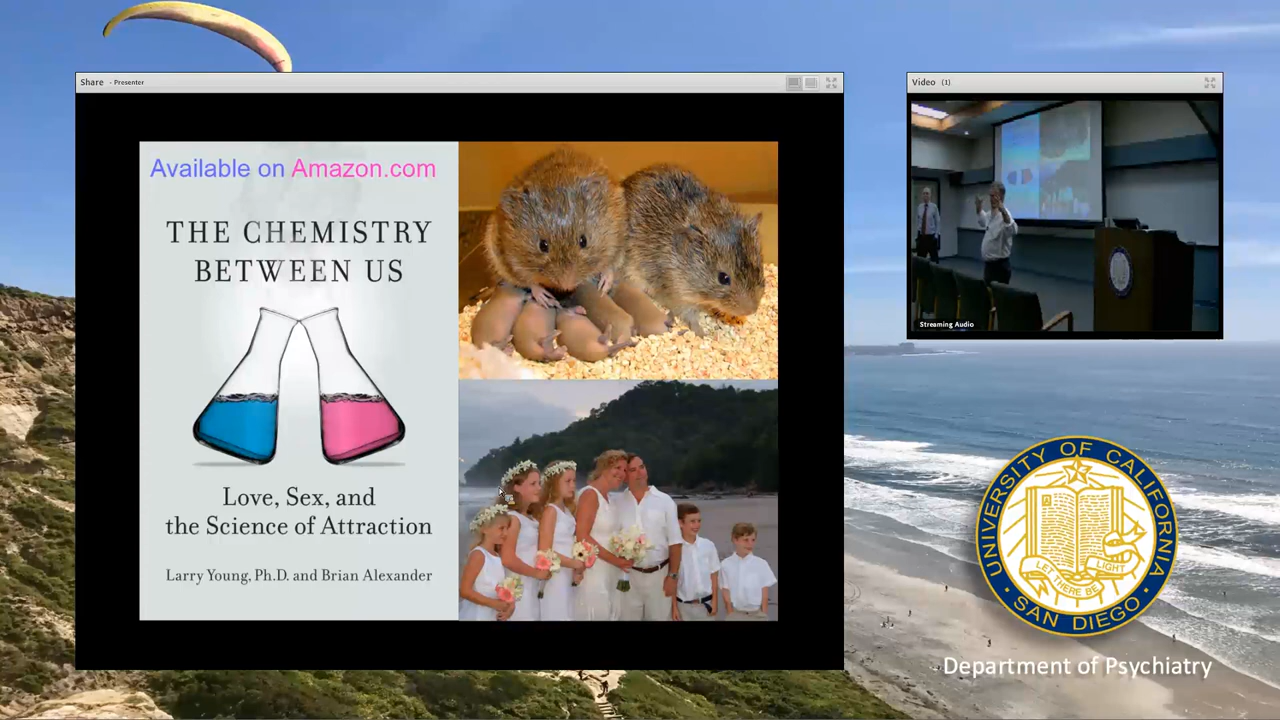 Share - Presenter
Available on Amazon.com
THE CHEMISTRY
BETWEEN US
Love, Sex, and
the Science of Attraction
Larry Young, Ph.D. and Brian Alexander
Video (1)
Streaming Audio
UNIVERSITY OF CALIFORNIA
LET THERE BE LIGHT
SAN DIEGO
Department of Psychiatry